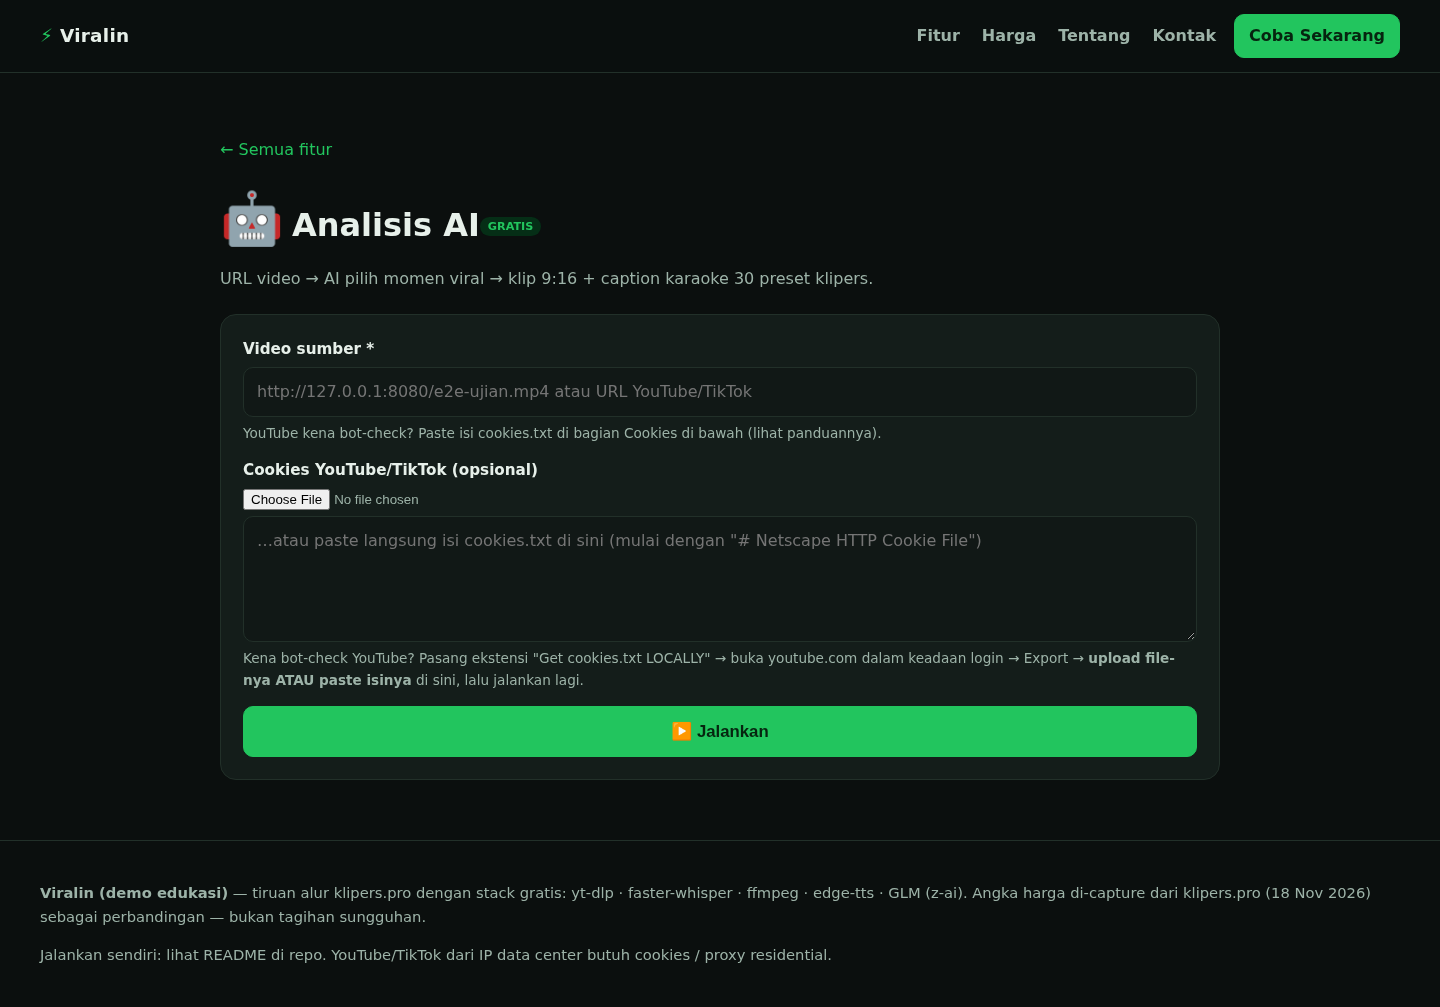 ⚡ Viralin
Fitur
Harga
Tentang
Kontak
Coba Sekarang
← Semua fitur
🤖 Analisis AI GRATIS
URL video → AI pilih momen viral → klip 9:16 + caption karaoke 30 preset klipers.
Video sumber *
http://127.0.0.1:8080/e2e-ujian.mp4 atau URL YouTube/TikTok
YouTube kena bot-check? Paste isi cookies.txt di bagian Cookies di bawah (lihat panduannya).
Cookies YouTube/TikTok (opsional)
Choose File No file chosen
...atau paste langsung isi cookies.txt di sini (mulai dengan "# Netscape HTTP Cookie File")
Kena bot-check YouTube? Pasang ekstensi "Get cookies.txt LOCALLY" → buka youtube.com dalam keadaan login → Export → upload file-
nya ATAU paste isinya di sini, lalu jalankan lagi.
▶️ Jalankan
Viralin (demo edukasi) — tiruan alur klipers.pro dengan stack gratis: yt-dlp · faster-whisper · ffmpeg · edge-tts · GLM (z-ai). Angka harga di-capture dari klipers.pro (18 Nov 2026)
sebagai perbandingan — bukan tagihan sungguhan.
Jalankan sendiri: lihat README di repo. YouTube/TikTok dari IP data center butuh cookies / proxy residential.